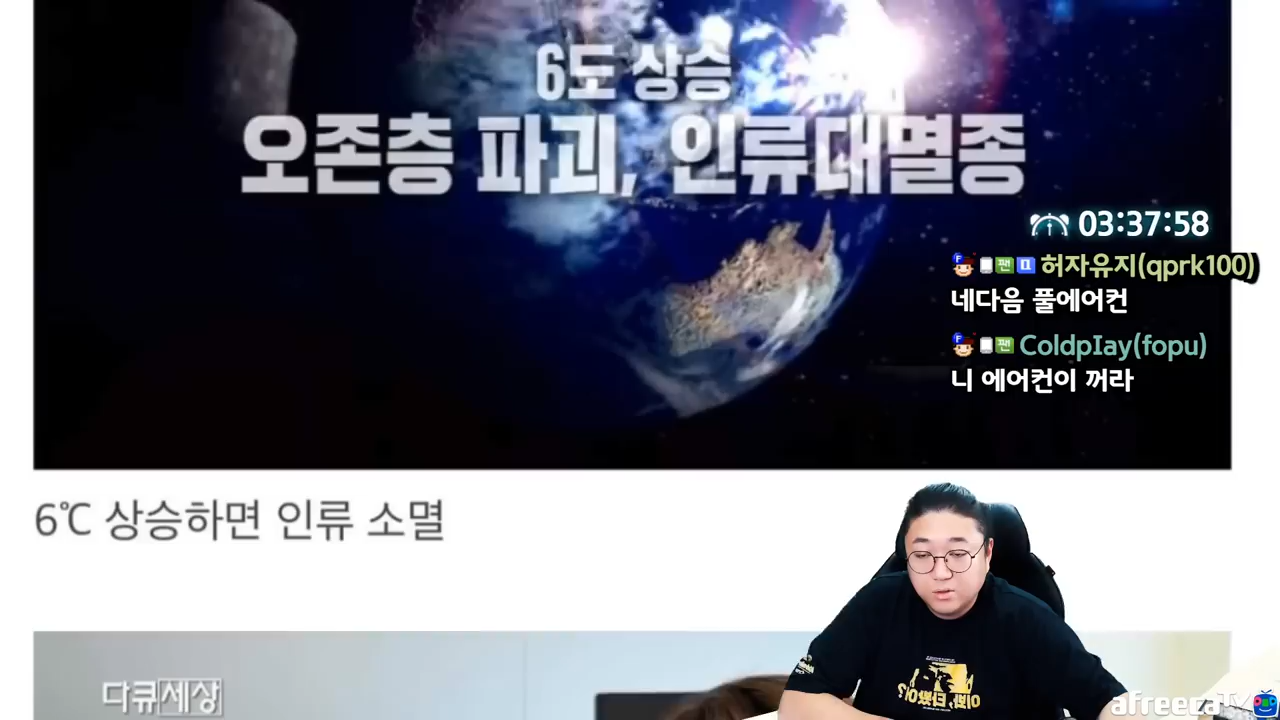 6도 상승
오존층 파괴, 인류대멸종
03:37:58
허자유지(qprk100)
네다음 풀에어컨
ColdpIay(fopu)
니 에어컨이 꺼라
6℃ 상승하면 인류 소멸
다큐세상
afreecaTV